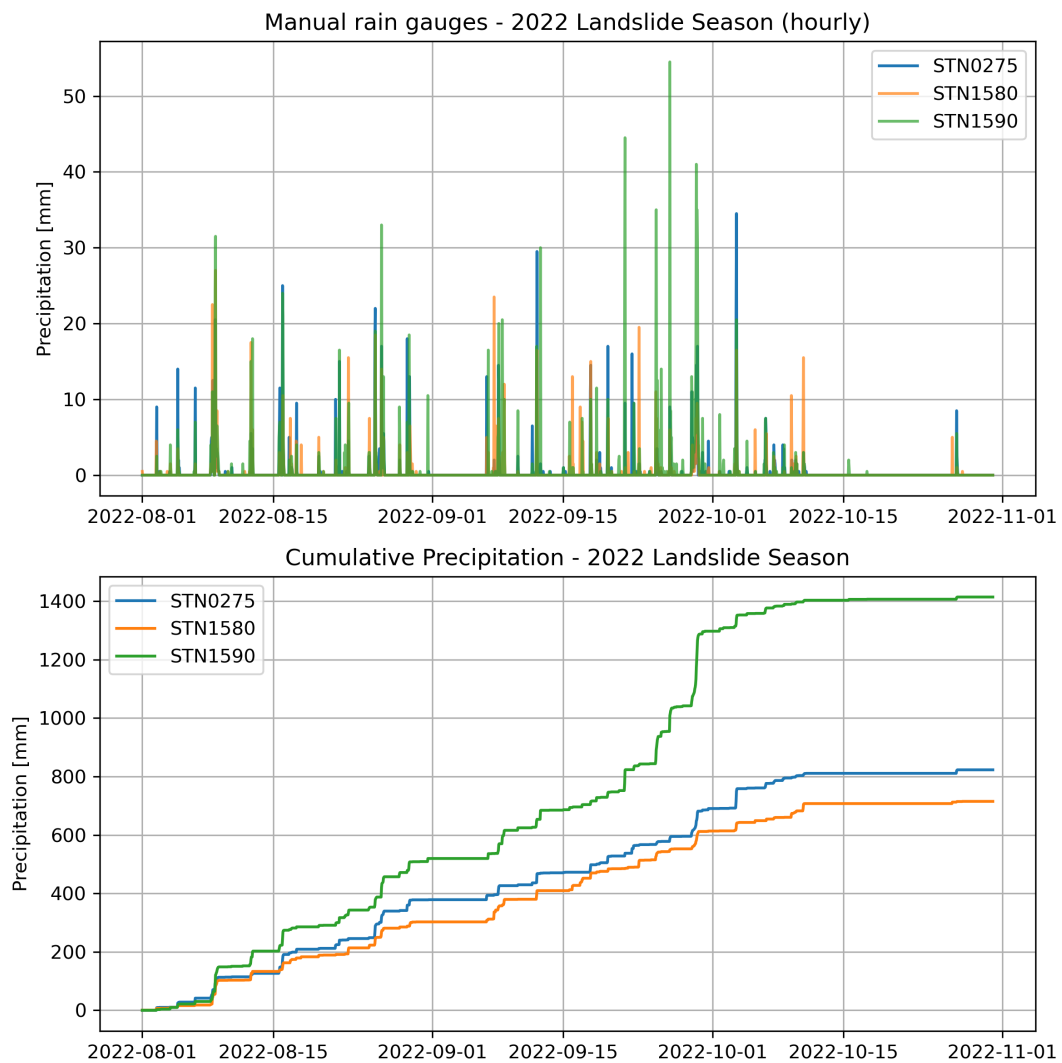 Manual rain gauges - 2022 Landslide Season (hourly)
Precipitation [mm]
50
40
30
20
10
0
STN0275
STN1580
STN1590
2022-08-01 2022-08-15 2022-09-01 2022-09-15 2022-10-01 2022-10-15 2022-11-01
Cumulative Precipitation - 2022 Landslide Season
Precipitation [mm]
1400
1200
1000
800
600
400
200
0
STN0275
STN1580
STN1590
2022-08-01 2022-08-15 2022-09-01 2022-09-15 2022-10-01 2022-10-15 2022-11-01